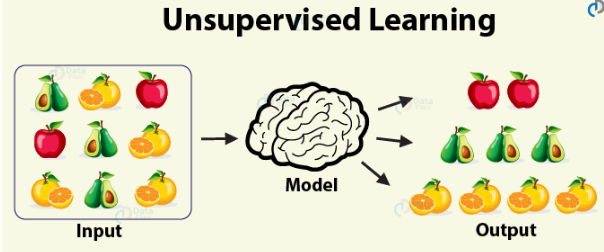 Unsupervised Learning
Model
Input
Output